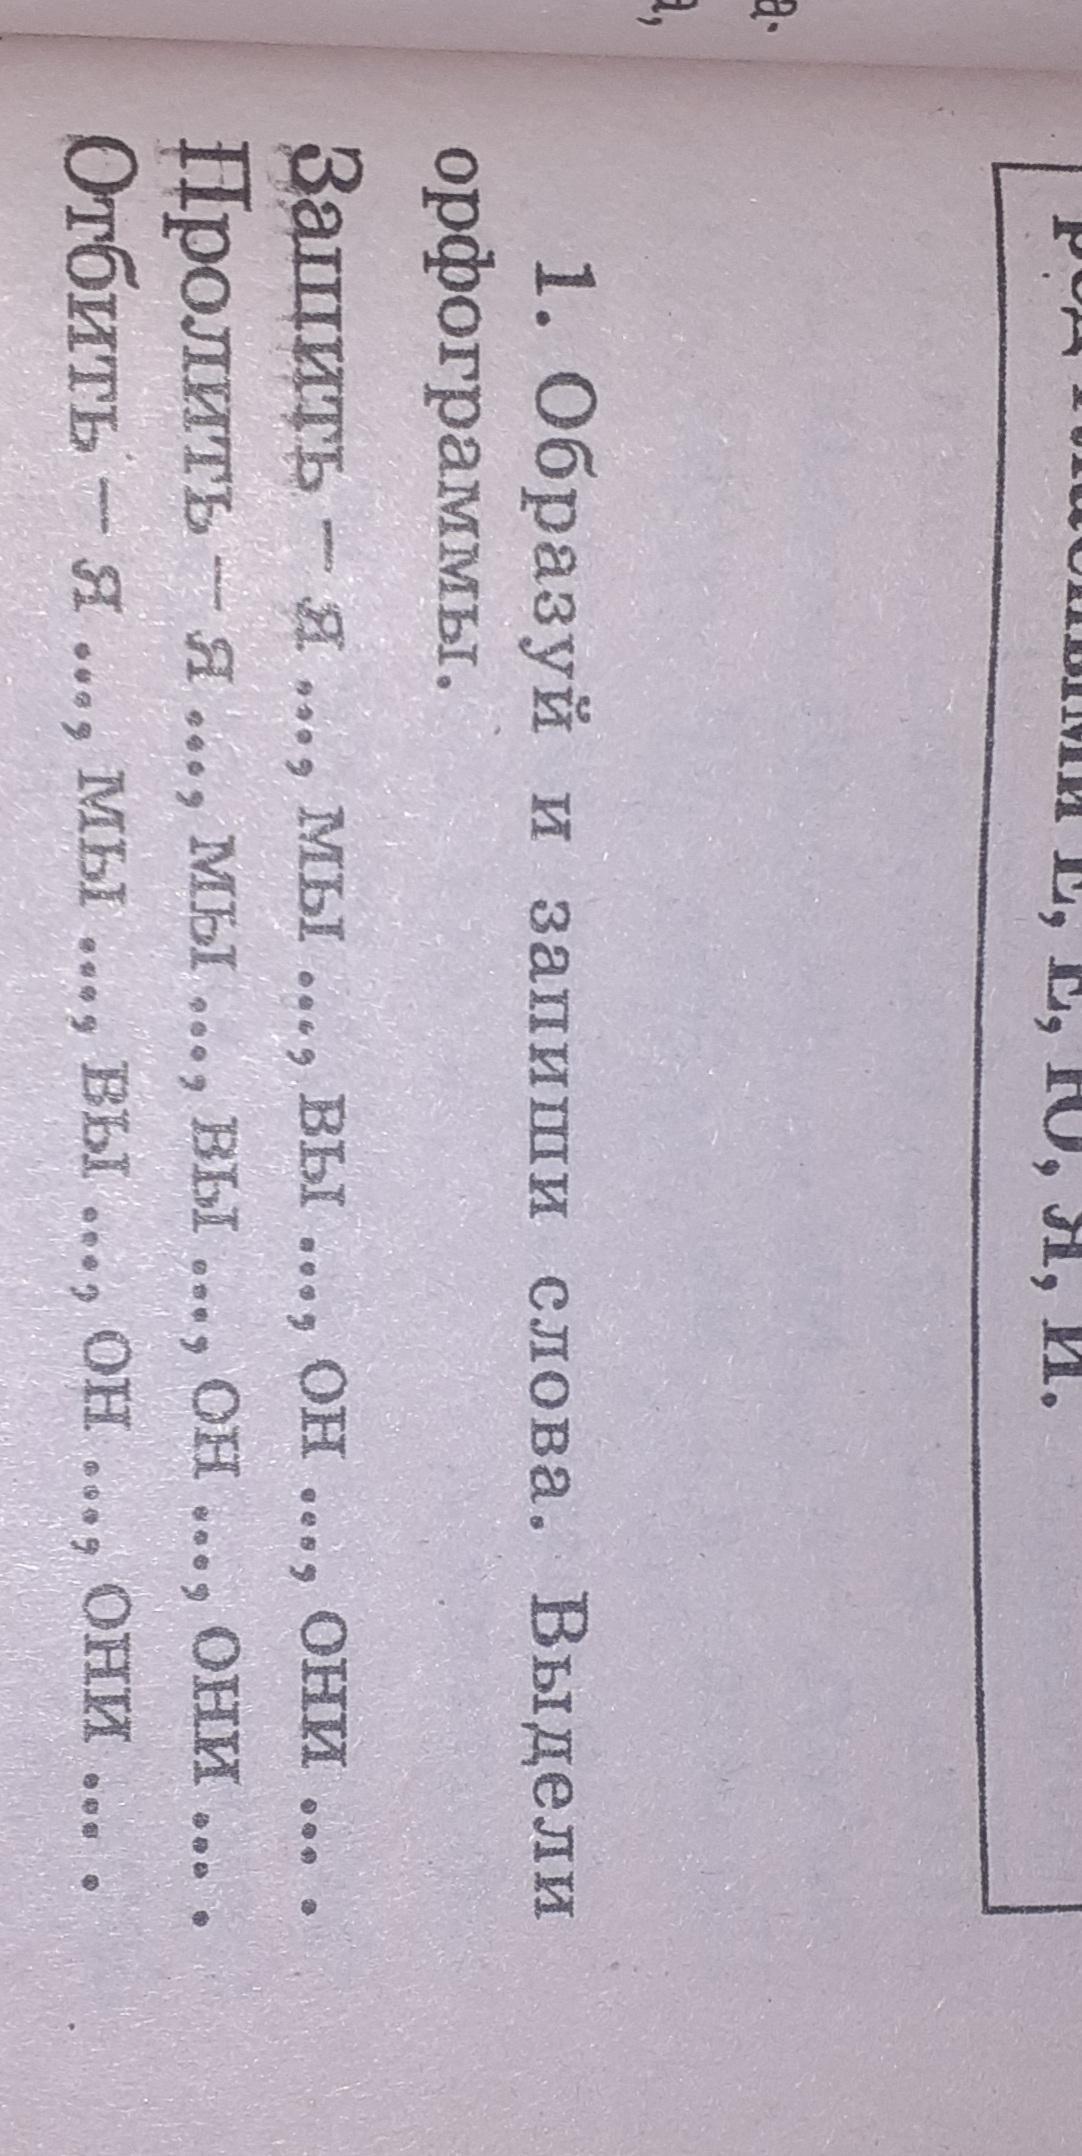 гласными Е, Ё, Ю, Я, И.
1. Образуй и запиши слова. Выдели
орфограммы.
Зашить – я ..., мы ..., вы ..., он ..., они ... .
Пролить – я ..., мы ..., вы ..., он ..., они ... .
Отбить – я ..., мы ..., вы ..., он ..., они ... .